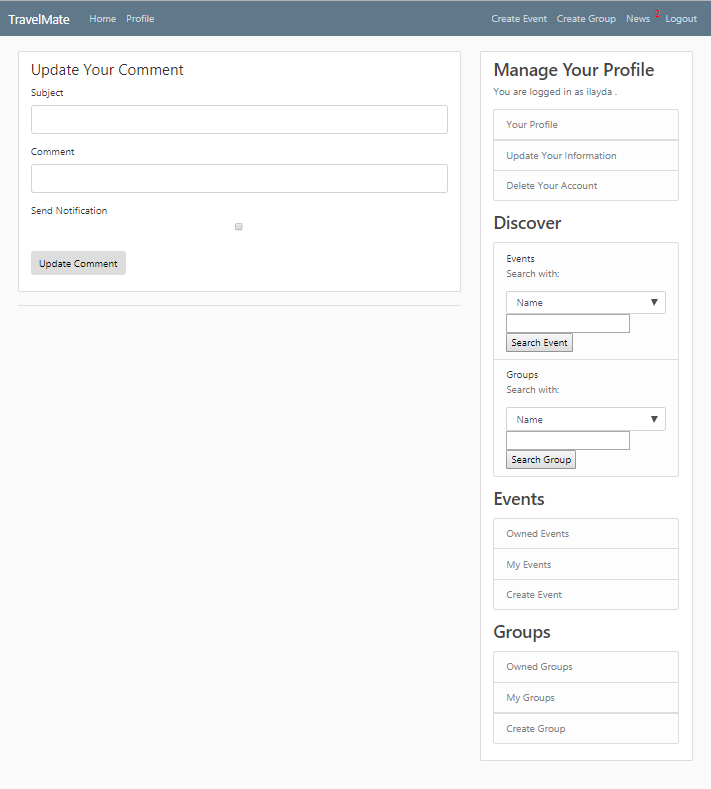 TravelMate Home Profile Create Event Create Group News 2 Logout
Update Your Comment
Subject
Comment
Send Notification
Update Comment
Manage Your Profile
You are logged in as ilayda .
Your Profile
Update Your Information
Delete Your Account
Discover
Events
Search with:
Name
Search Event
Groups
Search with:
Name
Search Group
Events
Owned Events
My Events
Create Event
Groups
Owned Groups
My Groups
Create Group